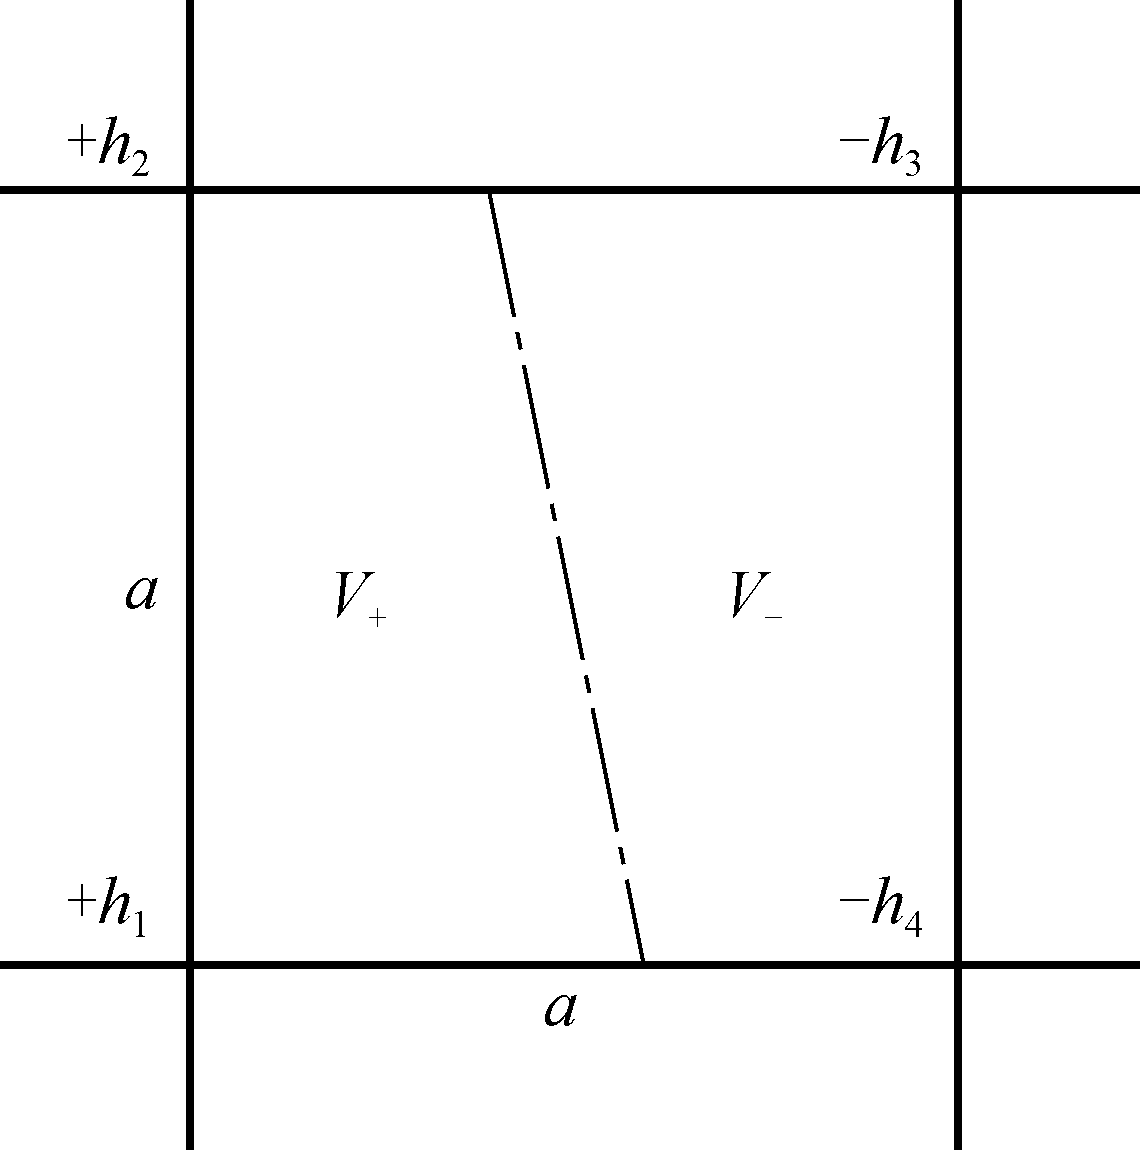 +h₂ −h₃
a V₊ V₋
+h₁ −h₄
a